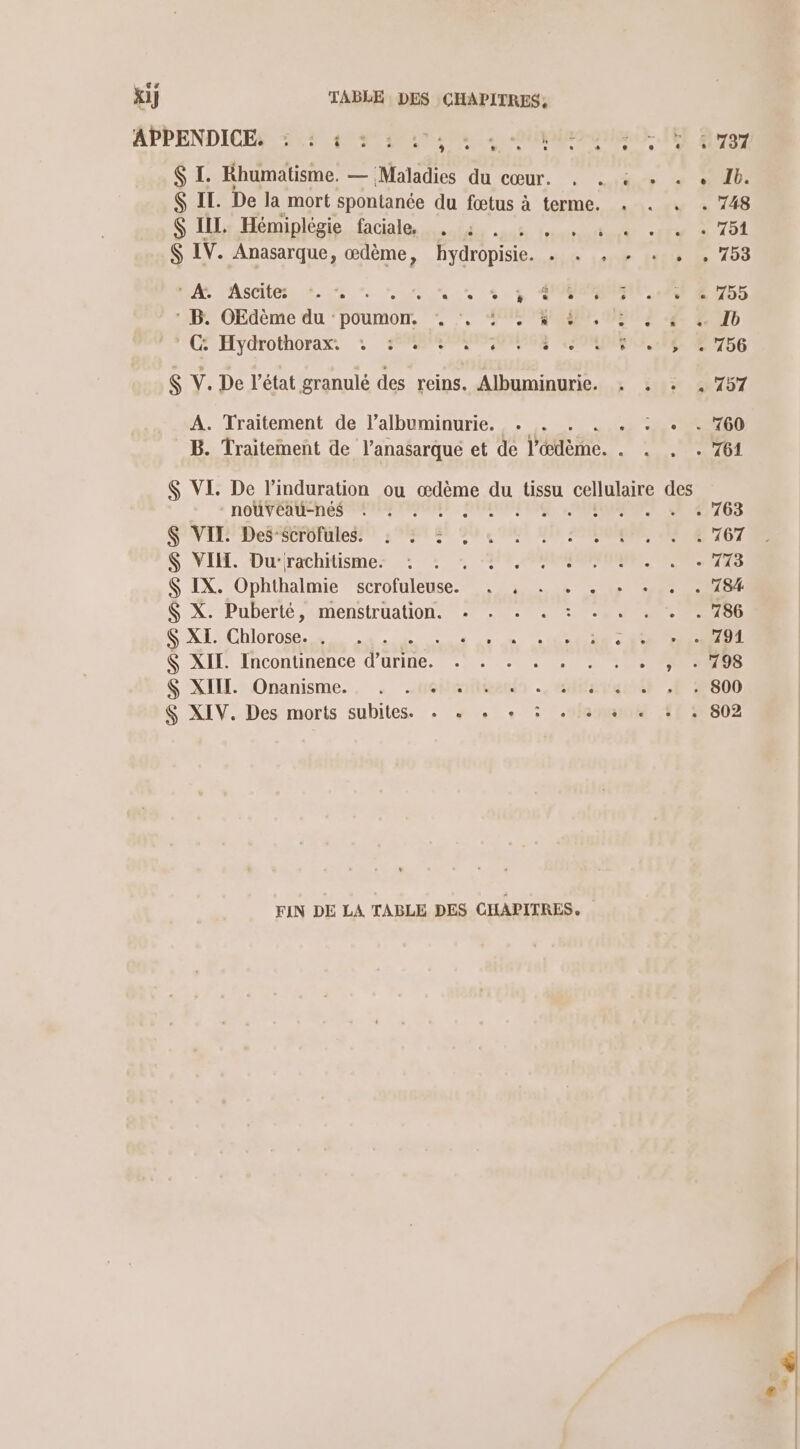 xij TABLE DES CHAPITRES.
APPENDICE. . . . . . . . . . . . . . . . . 737
§ I. Rhumatisme. — Maladies du cœur. . . . . . . Ib.
§ II. De la mort spontanée du fœtus à terme. . . . . 748
§ III. Hémiplégie faciale. . . . . . . . . . . . 751
§ IV. Anasarque, œdème, hydropisie. . . . . . . . 753
A. Ascite. . . . . . . . . . . . . . . . 755
B. OEdème du poumon. . . . . . . . . . . . Ib
C. Hydrothorax. . . . . . . . . . . . . . 756
§ V. De l'état granulé des reins. Albuminurie. . . . . 757
A. Traitement de l'albuminurie. . . . . . . . . 760
B. Traitement de l'anasarque et de l'œdème. . . . . 761
§ VI. De l'induration ou œdème du tissu cellulaire des
nouveau-nés . . . . . . . . . . . . . . 763
§ VII. Des scrofules. . . . . . . . . . . . . . 767
§ VIII. Du rachitisme. . . . . . . . . . . . . 773
§ IX. Ophthalmie scrofuleuse. . . . . . . . . . . 784
§ X. Puberté, menstruation. . . . . . . . . . . 786
§ XI. Chlorose. . . . . . . . . . . . . . . . 791
§ XII. Incontinence d'urine. . . . . . . . . . . 798
§ XIII. Onanisme. . . . . . . . . . . . . . . 800
§ XIV. Des morts subites. . . . . . . . . . . . 802
FIN DE LA TABLE DES CHAPITRES.